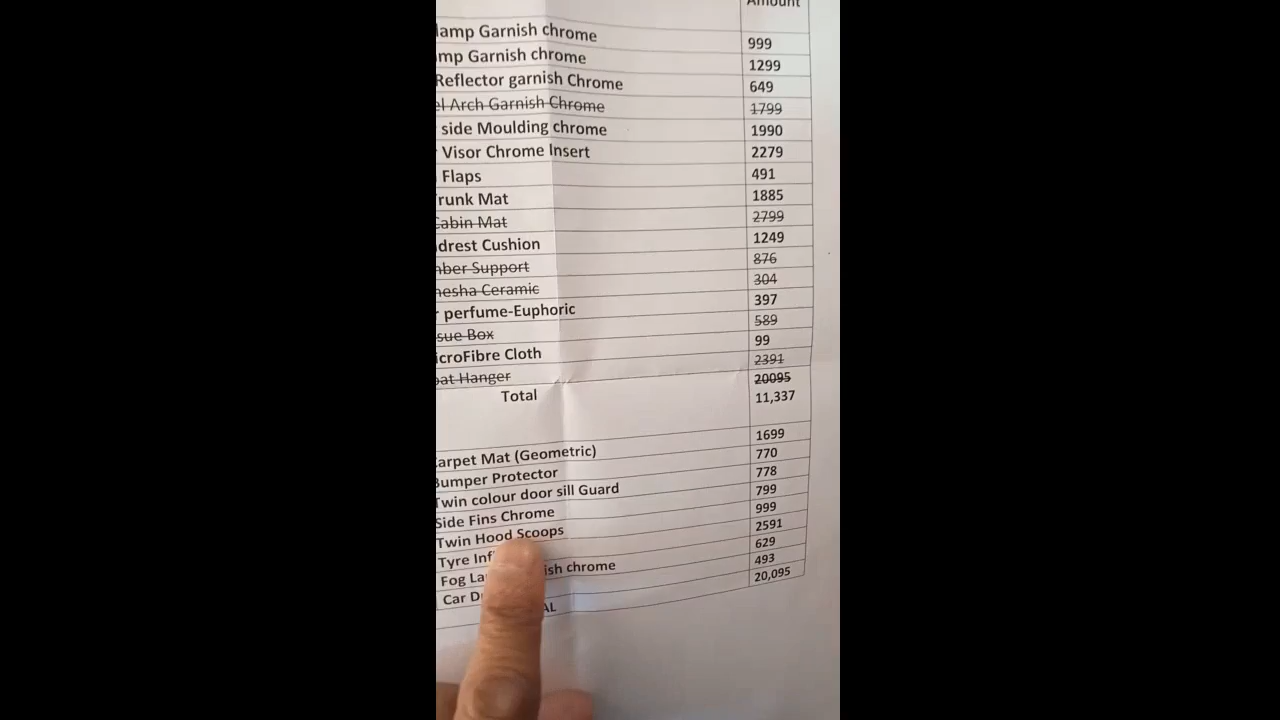 Amount
lamp Garnish chrome 999
mp Garnish chrome 1299
Reflector garnish Chrome 649
el Arch Garnish Chrome 1799
side Moulding chrome 1990
Visor Chrome Insert 2279
Flaps 491
Trunk Mat 1885
Cabin Mat 2799
drest Cushion 1249
nber Support 876
nesha Ceramic 304
r perfume-Euphoric 397
sue Box 589
icroFibre Cloth 99
oat Hanger 2391
20095
Total 11,337
Carpet Mat (Geometric) 1699
Bumper Protector 770
Twin colour door sill Guard 778
Side Fins Chrome 799
Twin Hood Scoops 999
Tyre Inf 2591
Fog La ish chrome 629
Car D 493
AL 20,095